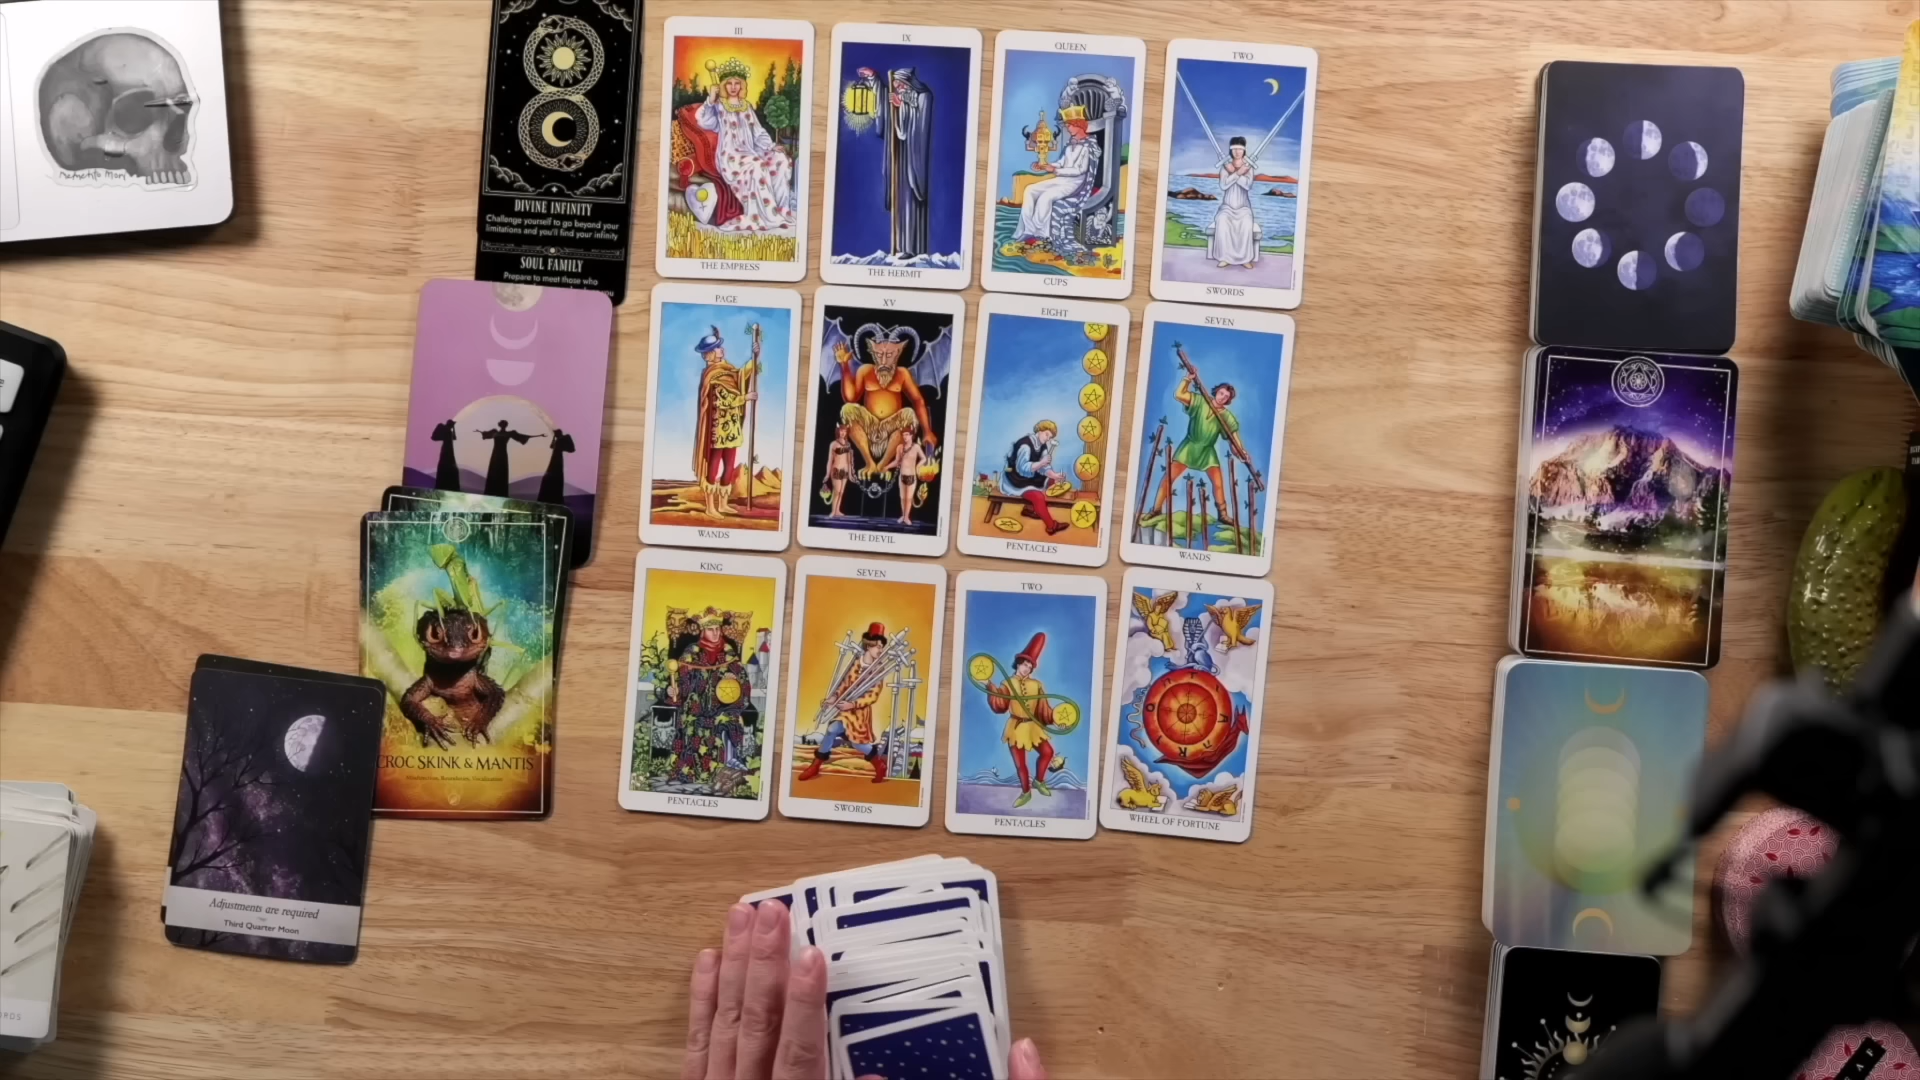 Memento Mori
DIVINE INFINITY
Challenge yourself to go beyond your
limitations and you'll find your infinity
SOUL FAMILY
Prepare to meet those who
you
III
THE EMPRESS
IX
THE HERMIT
QUEEN
CUPS
TWO
SWORDS
PAGE
WANDS
XV
THE DEVIL
EIGHT
PENTACLES
SEVEN
WANDS
KING
PENTACLES
SEVEN
SWORDS
TWO
PENTACLES
X
WHEEL OF FORTUNE
CROC SKINK & MANTIS
Adjustments are required
Third Quarter Moon